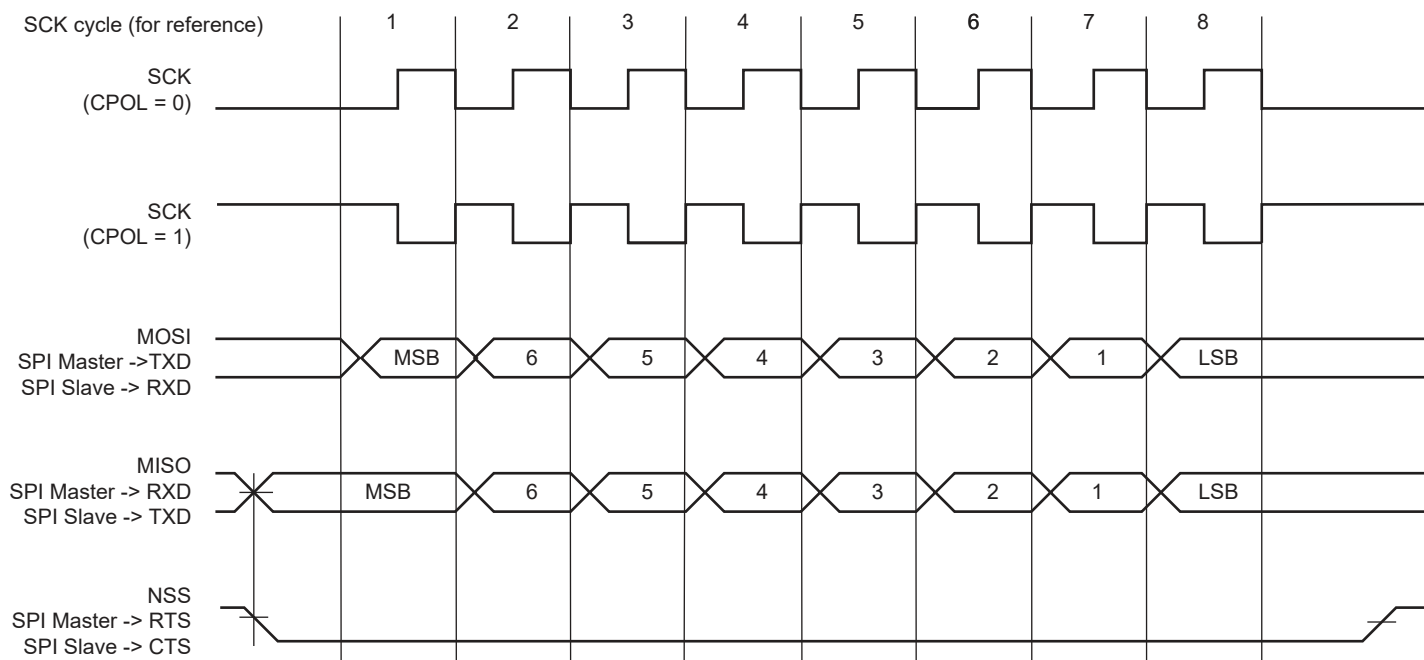 SCK cycle (for reference) 1 2 3 4 5 6 7 8
SCK
(CPOL = 0)
SCK
(CPOL = 1)
MOSI
SPI Master ->TXD
SPI Slave -> RXD
MSB 6 5 4 3 2 1 LSB
MISO
SPI Master -> RXD
SPI Slave -> TXD
MSB 6 5 4 3 2 1 LSB
NSS
SPI Master -> RTS
SPI Slave -> CTS